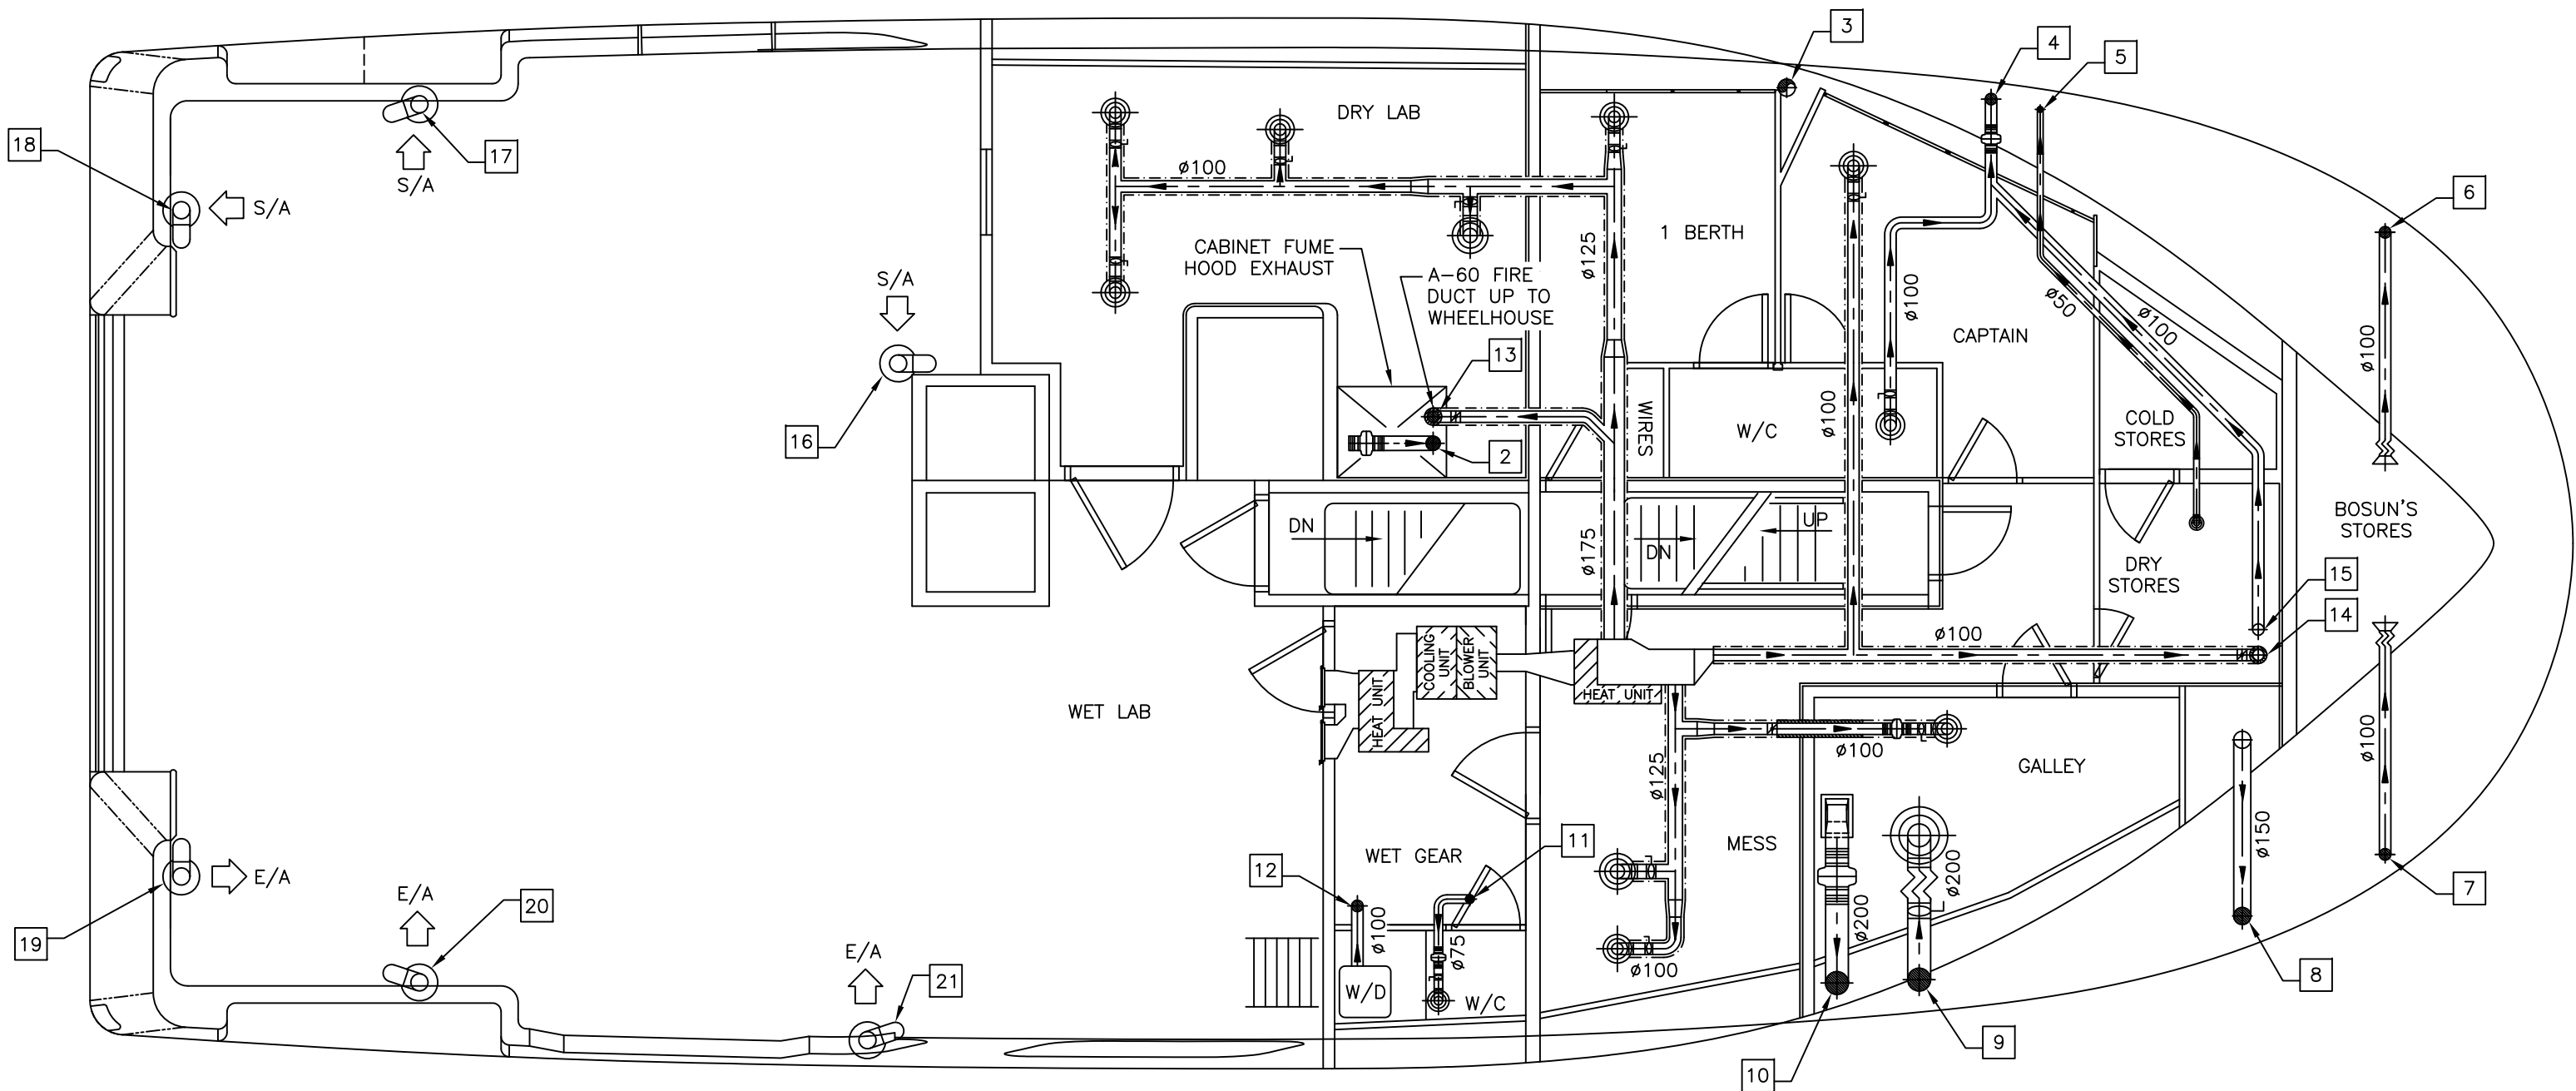 3
4
5
DRY LAB
18
17
S/A
ø100
S/A
6
1 BERTH
CABINET FUME
HOOD EXHAUST
ø125
A-60 FIRE
DUCT UP TO
WHEELHOUSE
S/A
ø100
ø50
ø100
CAPTAIN
13
ø100
16
2
WIRES
W/C
ø100
COLD
STORES
BOSUN'S
STORES
DN
ø175
DN
UP
DRY
STORES
15
14
ø100
COOLING
UNIT
BLOWER
UNIT
HEAT UNIT
HEAT UNIT
WET LAB
ø100
ø125
GALLEY
ø100
MESS
WET GEAR
11
12
ø150
7
E/A
19
E/A
20
E/A
21
ø100
ø75
ø200
ø200
ø100
W/D
W/C
8
9
10